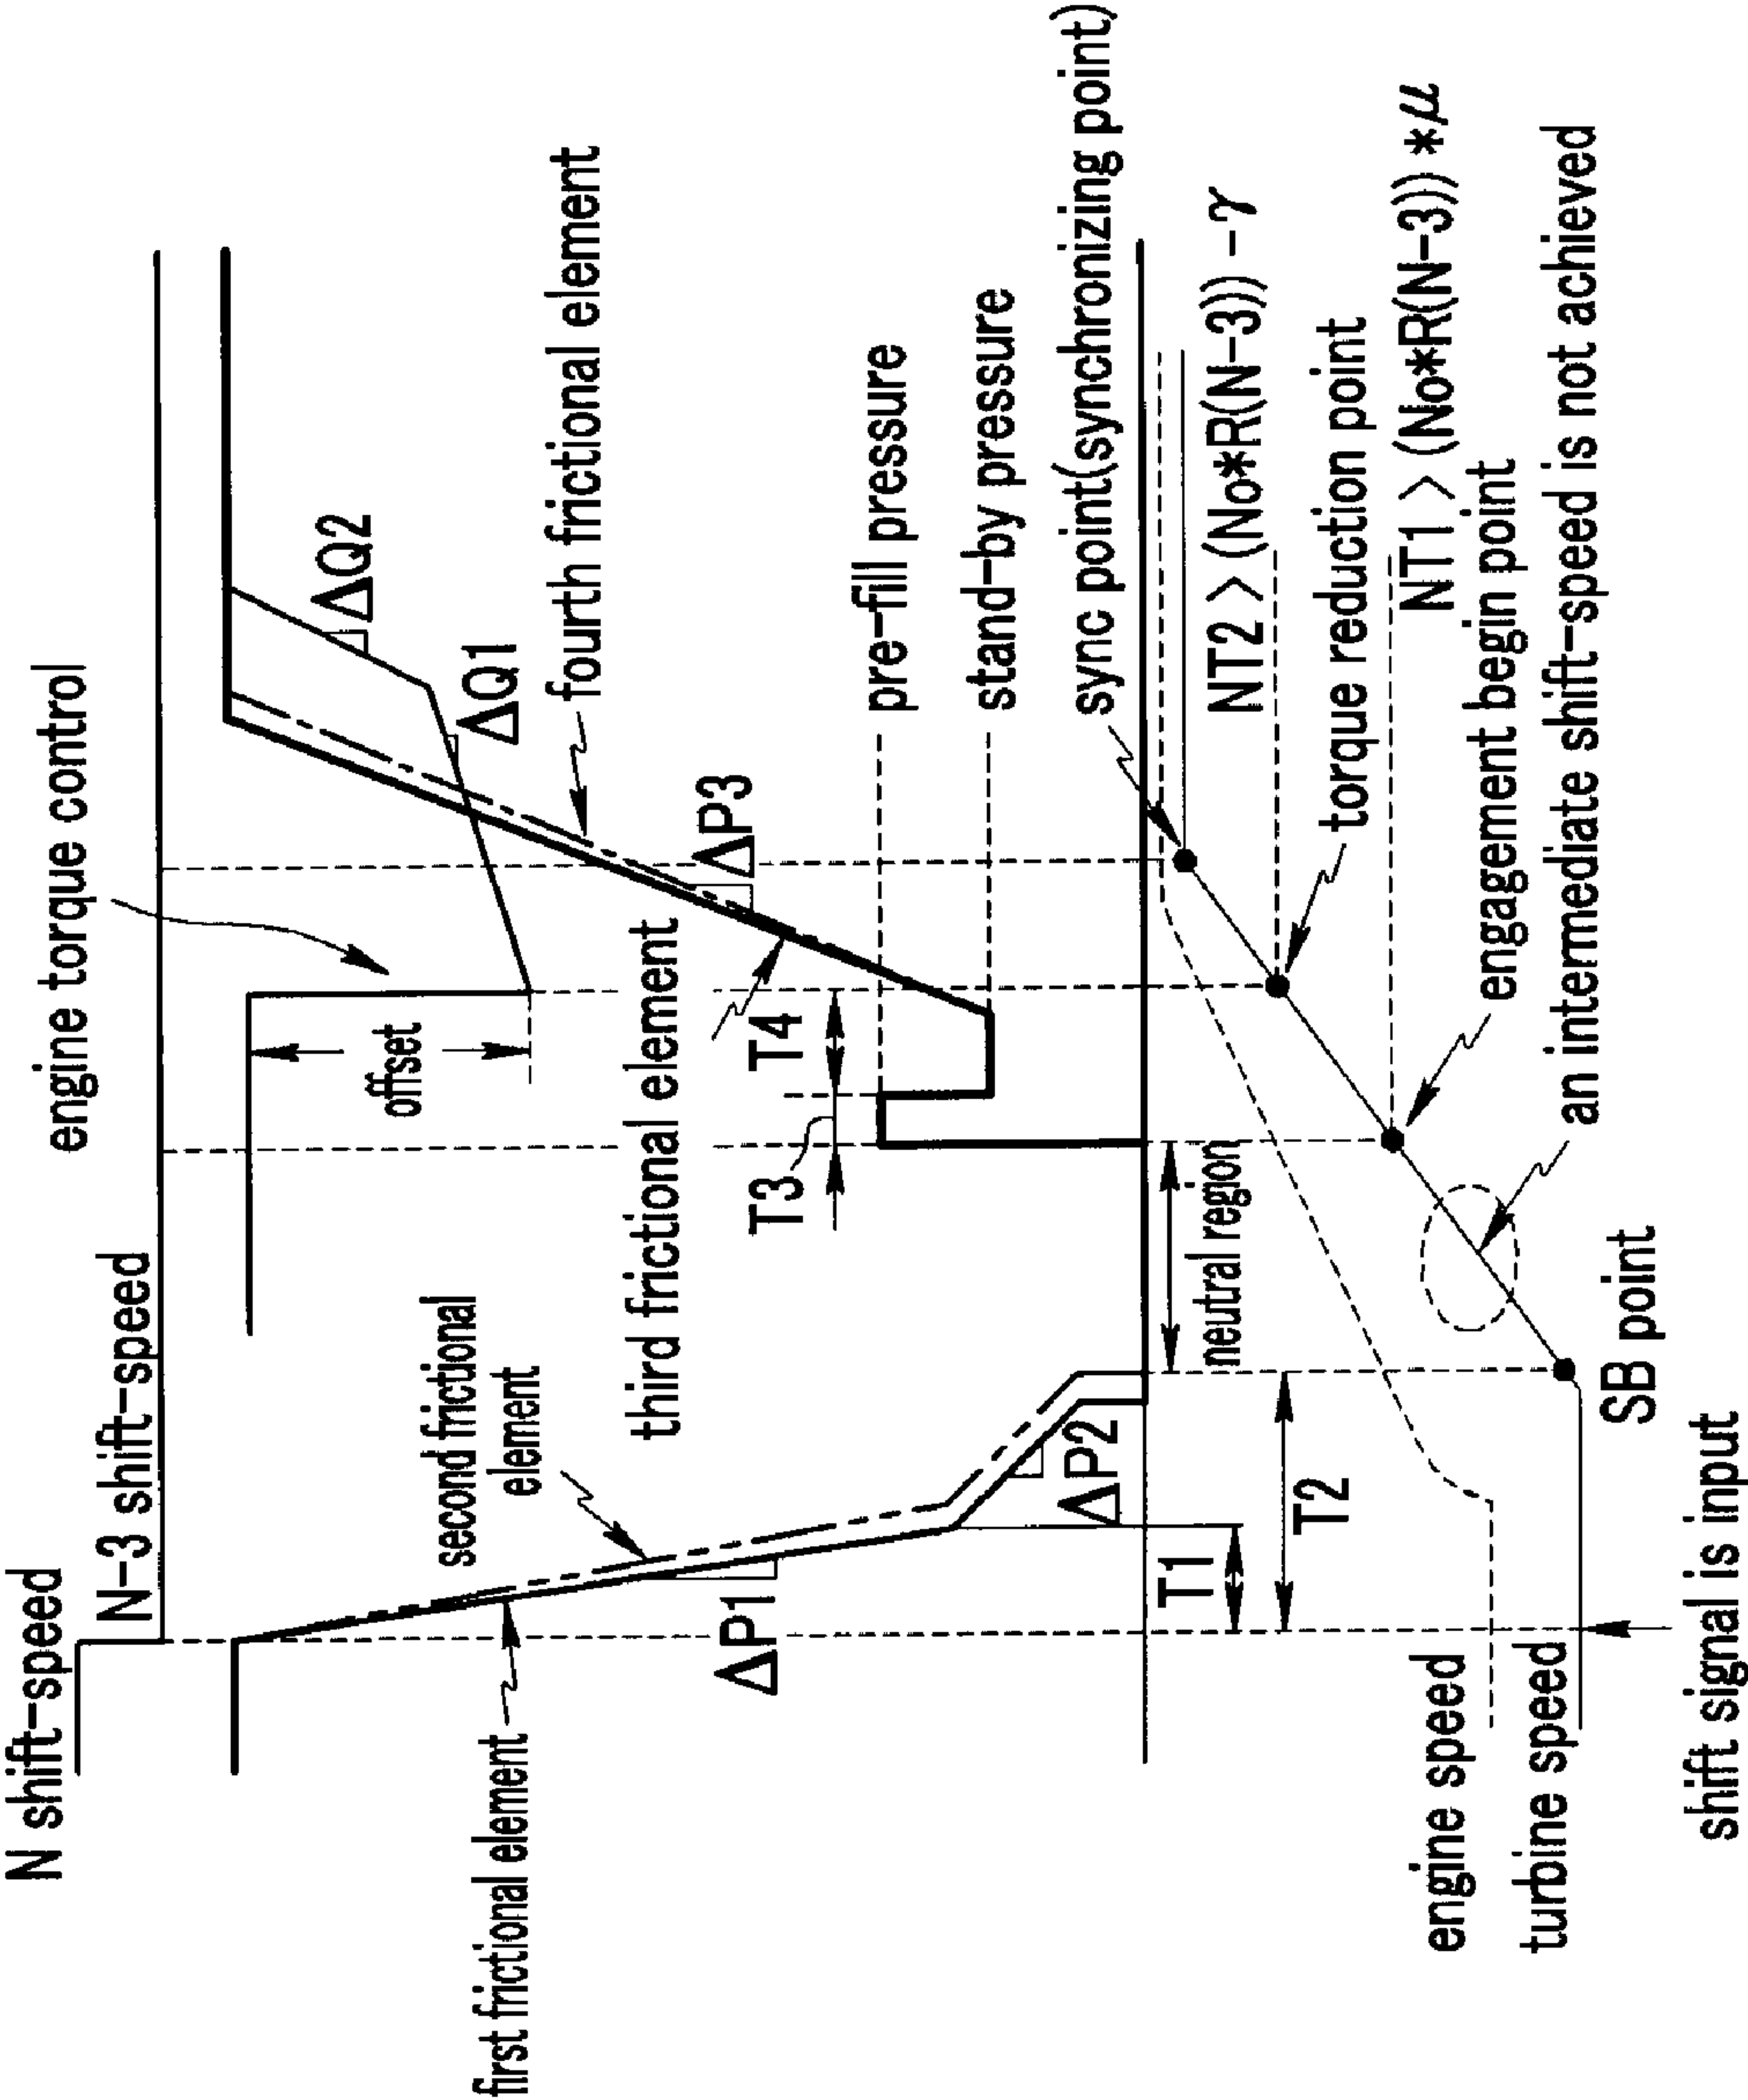 N shift-speed
N-3 shift-speed
engine torque control
offset
ΔQ1
ΔQ2
first frictional element
second frictional
element
third frictional element
fourth frictional element
ΔP1
ΔP2
ΔP3
T3
T4
pre-fill pressure
stand-by pressure
T1
T2
neutral region
sync point(synchronizing point)
NT2 > (No*R(N-3)) - γ
torque reduction point
NT1 > (No*R(N-3)) * μ
engagement begin point
an intermediate shift-speed is not achieved
engine speed
turbine speed
SB point
shift signal is input